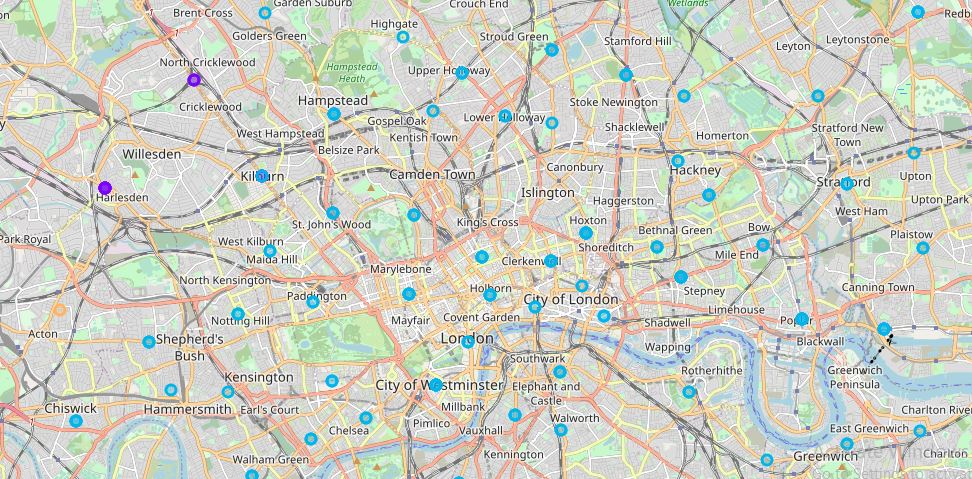 Brent Cross
Garden Suburb
Crouch End
Wetlands
Redb
Golders Green
Highgate
Stroud Green
Stamford Hill
Leyton
Leytonstone
North Cricklewood
Hampstead
Heath
Upper Holloway
Cricklewood
Hampstead
Stoke Newington
Gospel Oak
Lower Holloway
West Hampstead
Kentish Town
Shacklewell
Homerton
Stratford New
Town
Willesden
Belsize Park
Canonbury
Hackney
Kilburn
Camden Town
Stratford
Upton
Harlesden
Islington
Haggerston
West Ham
Upton Park
St. John's Wood
King's Cross
Hoxton
Bethnal Green
Bow
Plaistow
Park Royal
West Kilburn
Maida Hill
Clerkenwell
Shoreditch
Mile End
North Kensington
Marylebone
Holborn
Stepney
Canning Town
Paddington
City of London
Notting Hill
Mayfair
Covent Garden
Shadwell
Limehouse
Poplar
Acton
Shepherd's
Bush
London
Wapping
Blackwall
Southwark
Rotherhithe
Greenwich
Peninsula
Kensington
City of Westminster
Elephant and
Castle
Chiswick
Hammersmith
Earl's Court
Millbank
Charlton River
Chelsea
Pimlico
Vauxhall
Walworth
East Greenwich
Walham Green
Kennington
Greenwich
Charlton
Go to Settings to activ